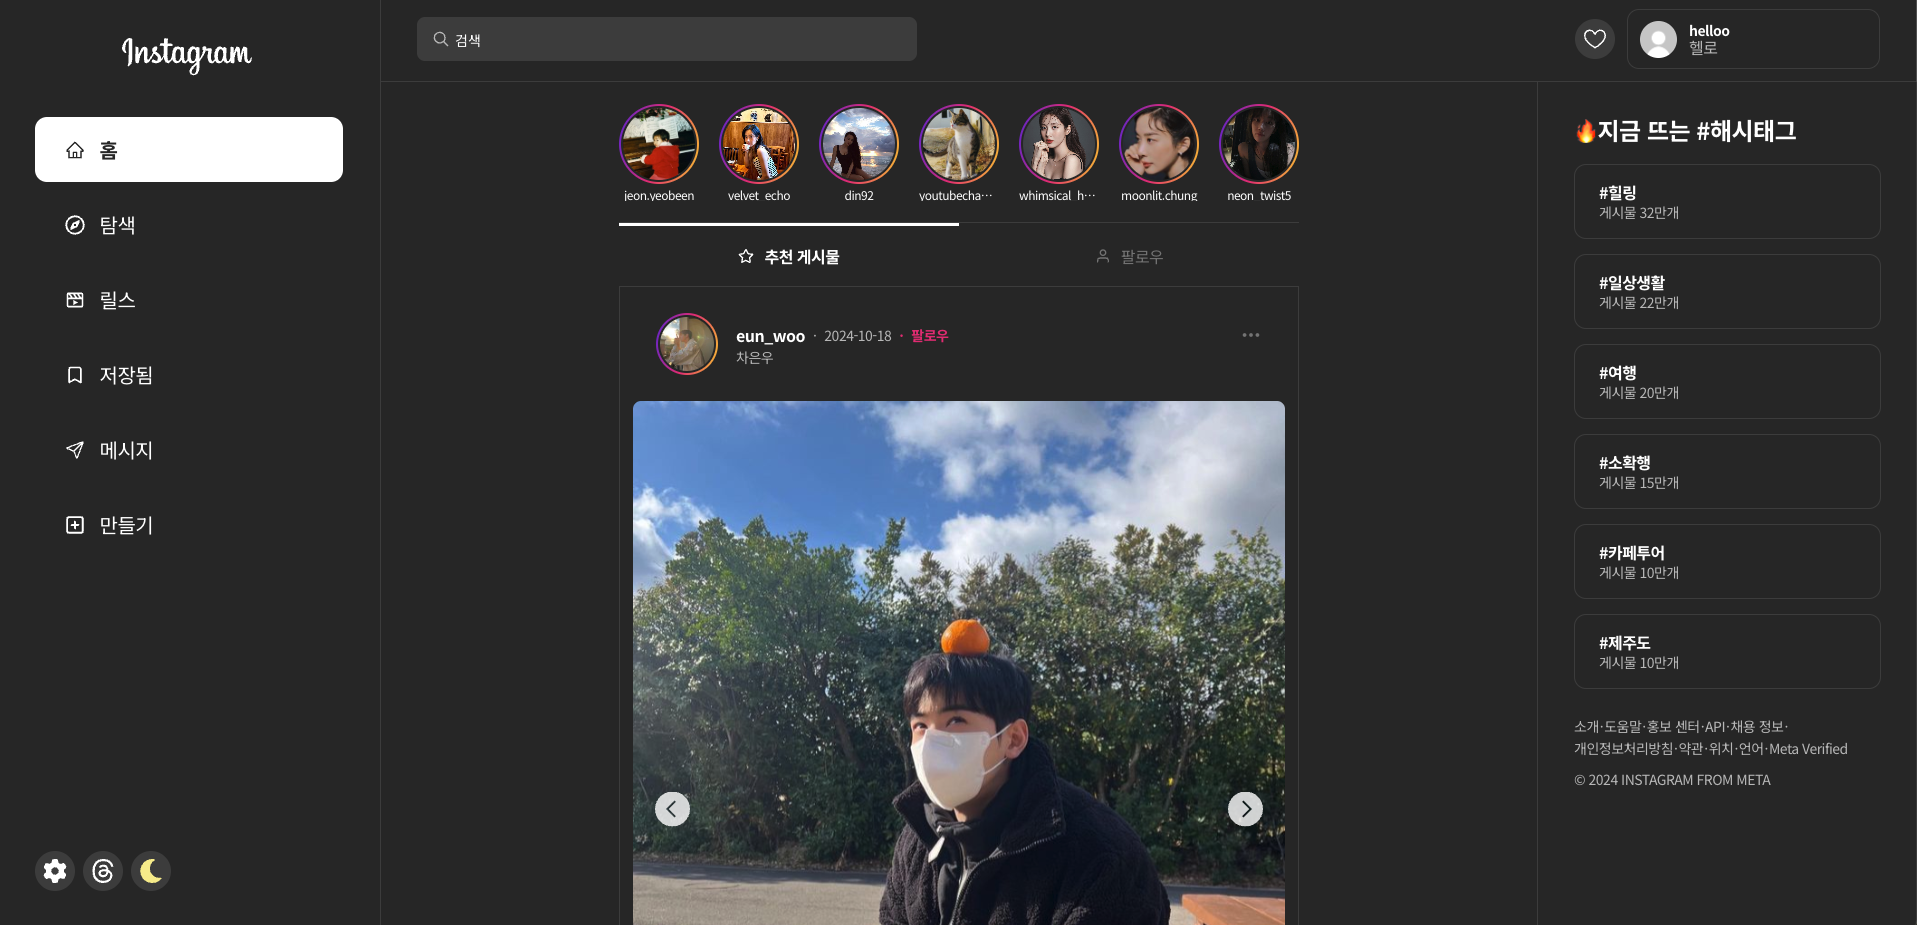 Instagram
홈
탐색
릴스
저장됨
메시지
만들기
검색
helloo
헬로
jeon.yeobeen
velvet_echo
din92
youtubecha···
whimsical_h···
moonlit.chung
neon_twist5
추천 게시물
팔로우
eun_woo · 2024-10-18 · 팔로우
차은우
🔥지금 뜨는 #해시태그
#힐링
게시물 32만개
#일상생활
게시물 22만개
#여행
게시물 20만개
#소확행
게시물 15만개
#카페투어
게시물 10만개
#제주도
게시물 10만개
소개·도움말·홍보 센터·API·채용 정보·
개인정보처리방침·약관·위치·언어·Meta Verified
© 2024 INSTAGRAM FROM META